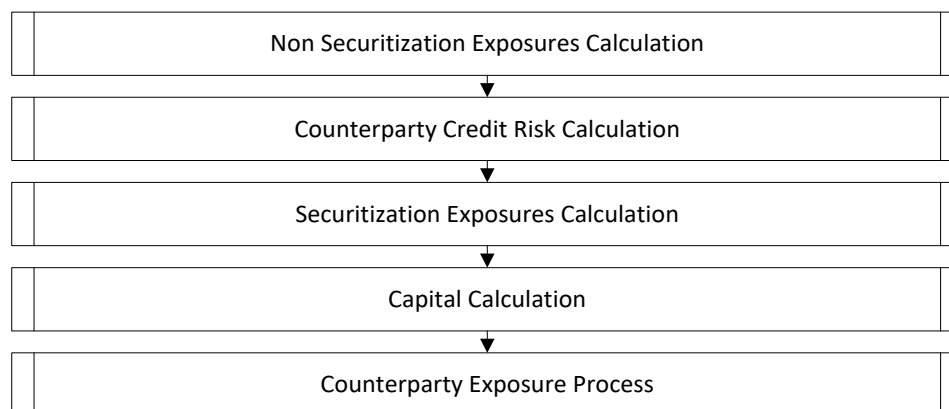 Non Securitization Exposures Calculation
Counterparty Credit Risk Calculation
Securitization Exposures Calculation
Capital Calculation
Counterparty Exposure Process